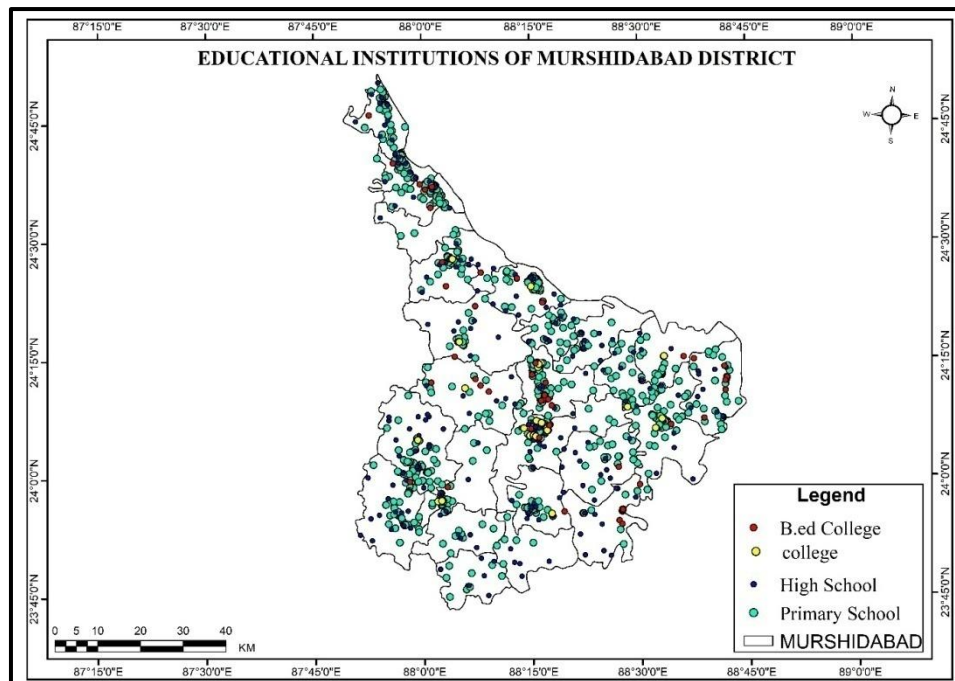 87°15'0"E 87°30'0"E 87°45'0"E 88°0'0"E 88°15'0"E 88°30'0"E 88°45'0"E 89°0'0"E
EDUCATIONAL INSTITUTIONS OF MURSHIDABAD DISTRICT
N
W E
S
24°45'0"N 24°45'0"N
24°30'0"N 24°30'0"N
24°15'0"N 24°15'0"N
24°0'0"N 24°0'0"N
23°45'0"N 23°45'0"N
Legend
B.ed College
college
High School
Primary School
MURSHIDABAD
0 5 10 20 30 40
KM
87°15'0"E 87°30'0"E 87°45'0"E 88°0'0"E 88°15'0"E 88°30'0"E 88°45'0"E 89°0'0"E